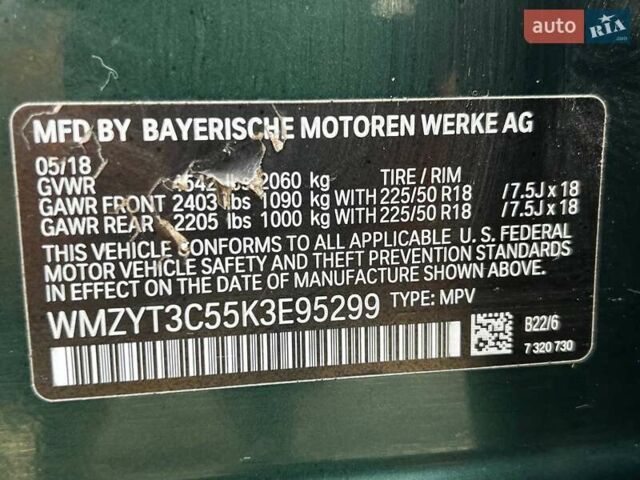 auto RIA .com
MFD BY BAYERISCHE MOTOREN WERKE AG
05/18
GVWR 4542 lbs 2060 kg TIRE / RIM
GAWR FRONT 2403 lbs 1090 kg WITH 225/50 R18 /7.5J x 18
GAWR REAR 2205 lbs 1000 kg WITH 225/50 R18 /7.5J x 18
THIS VEHICLE CONFORMS TO ALL APPLICABLE U. S. FEDERAL
MOTOR VEHICLE SAFETY AND THEFT PREVENTION STANDARDS
IN EFFECT ON THE DATE OF MANUFACTURE SHOWN ABOVE.
WMZYT3C55K3E95299 TYPE: MPV
B22/6
7 320 730